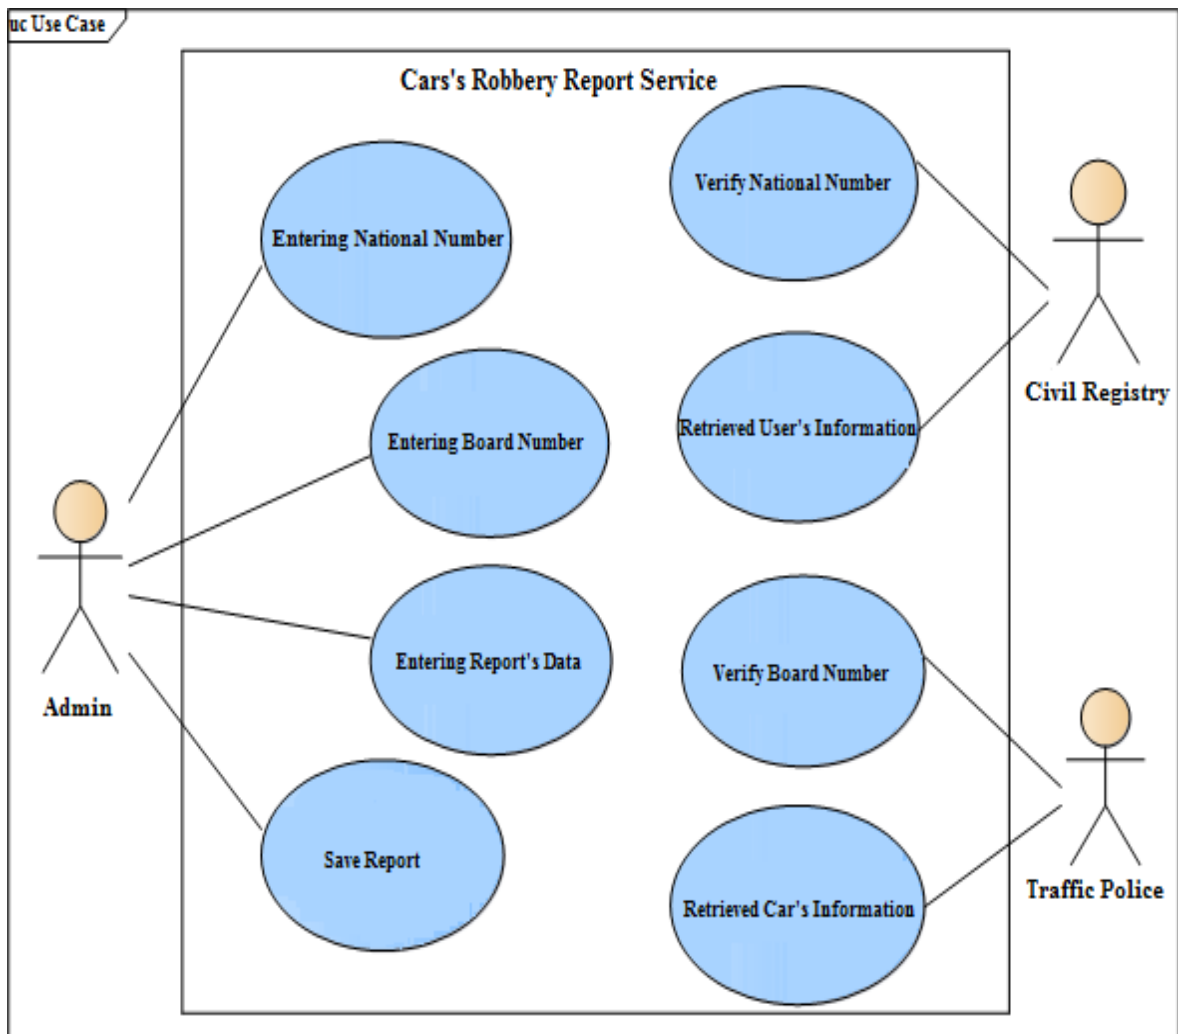 uc Use Case
Cars's Robbery Report Service
Entering National Number
Verify National Number
Civil Registry
Entering Board Number
Retrieved User's Information
Admin
Entering Report's Data
Verify Board Number
Traffic Police
Save Report
Retrieved Car's Information